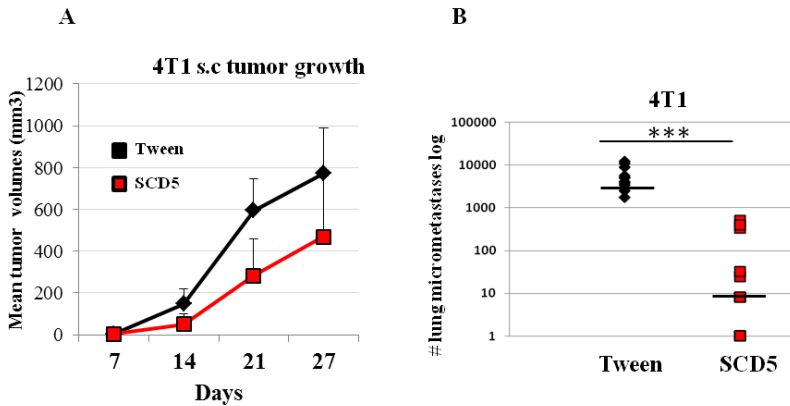 A
4T1 s.c tumor growth
Mean tumor volumes (mm3)
1200
1000
800
600
400
200
0
Tween
SCD5
7 14 21 27
Days
B
4T1
***
# lung micrometastases log
100000
10000
1000
100
10
1
Tween SCD5